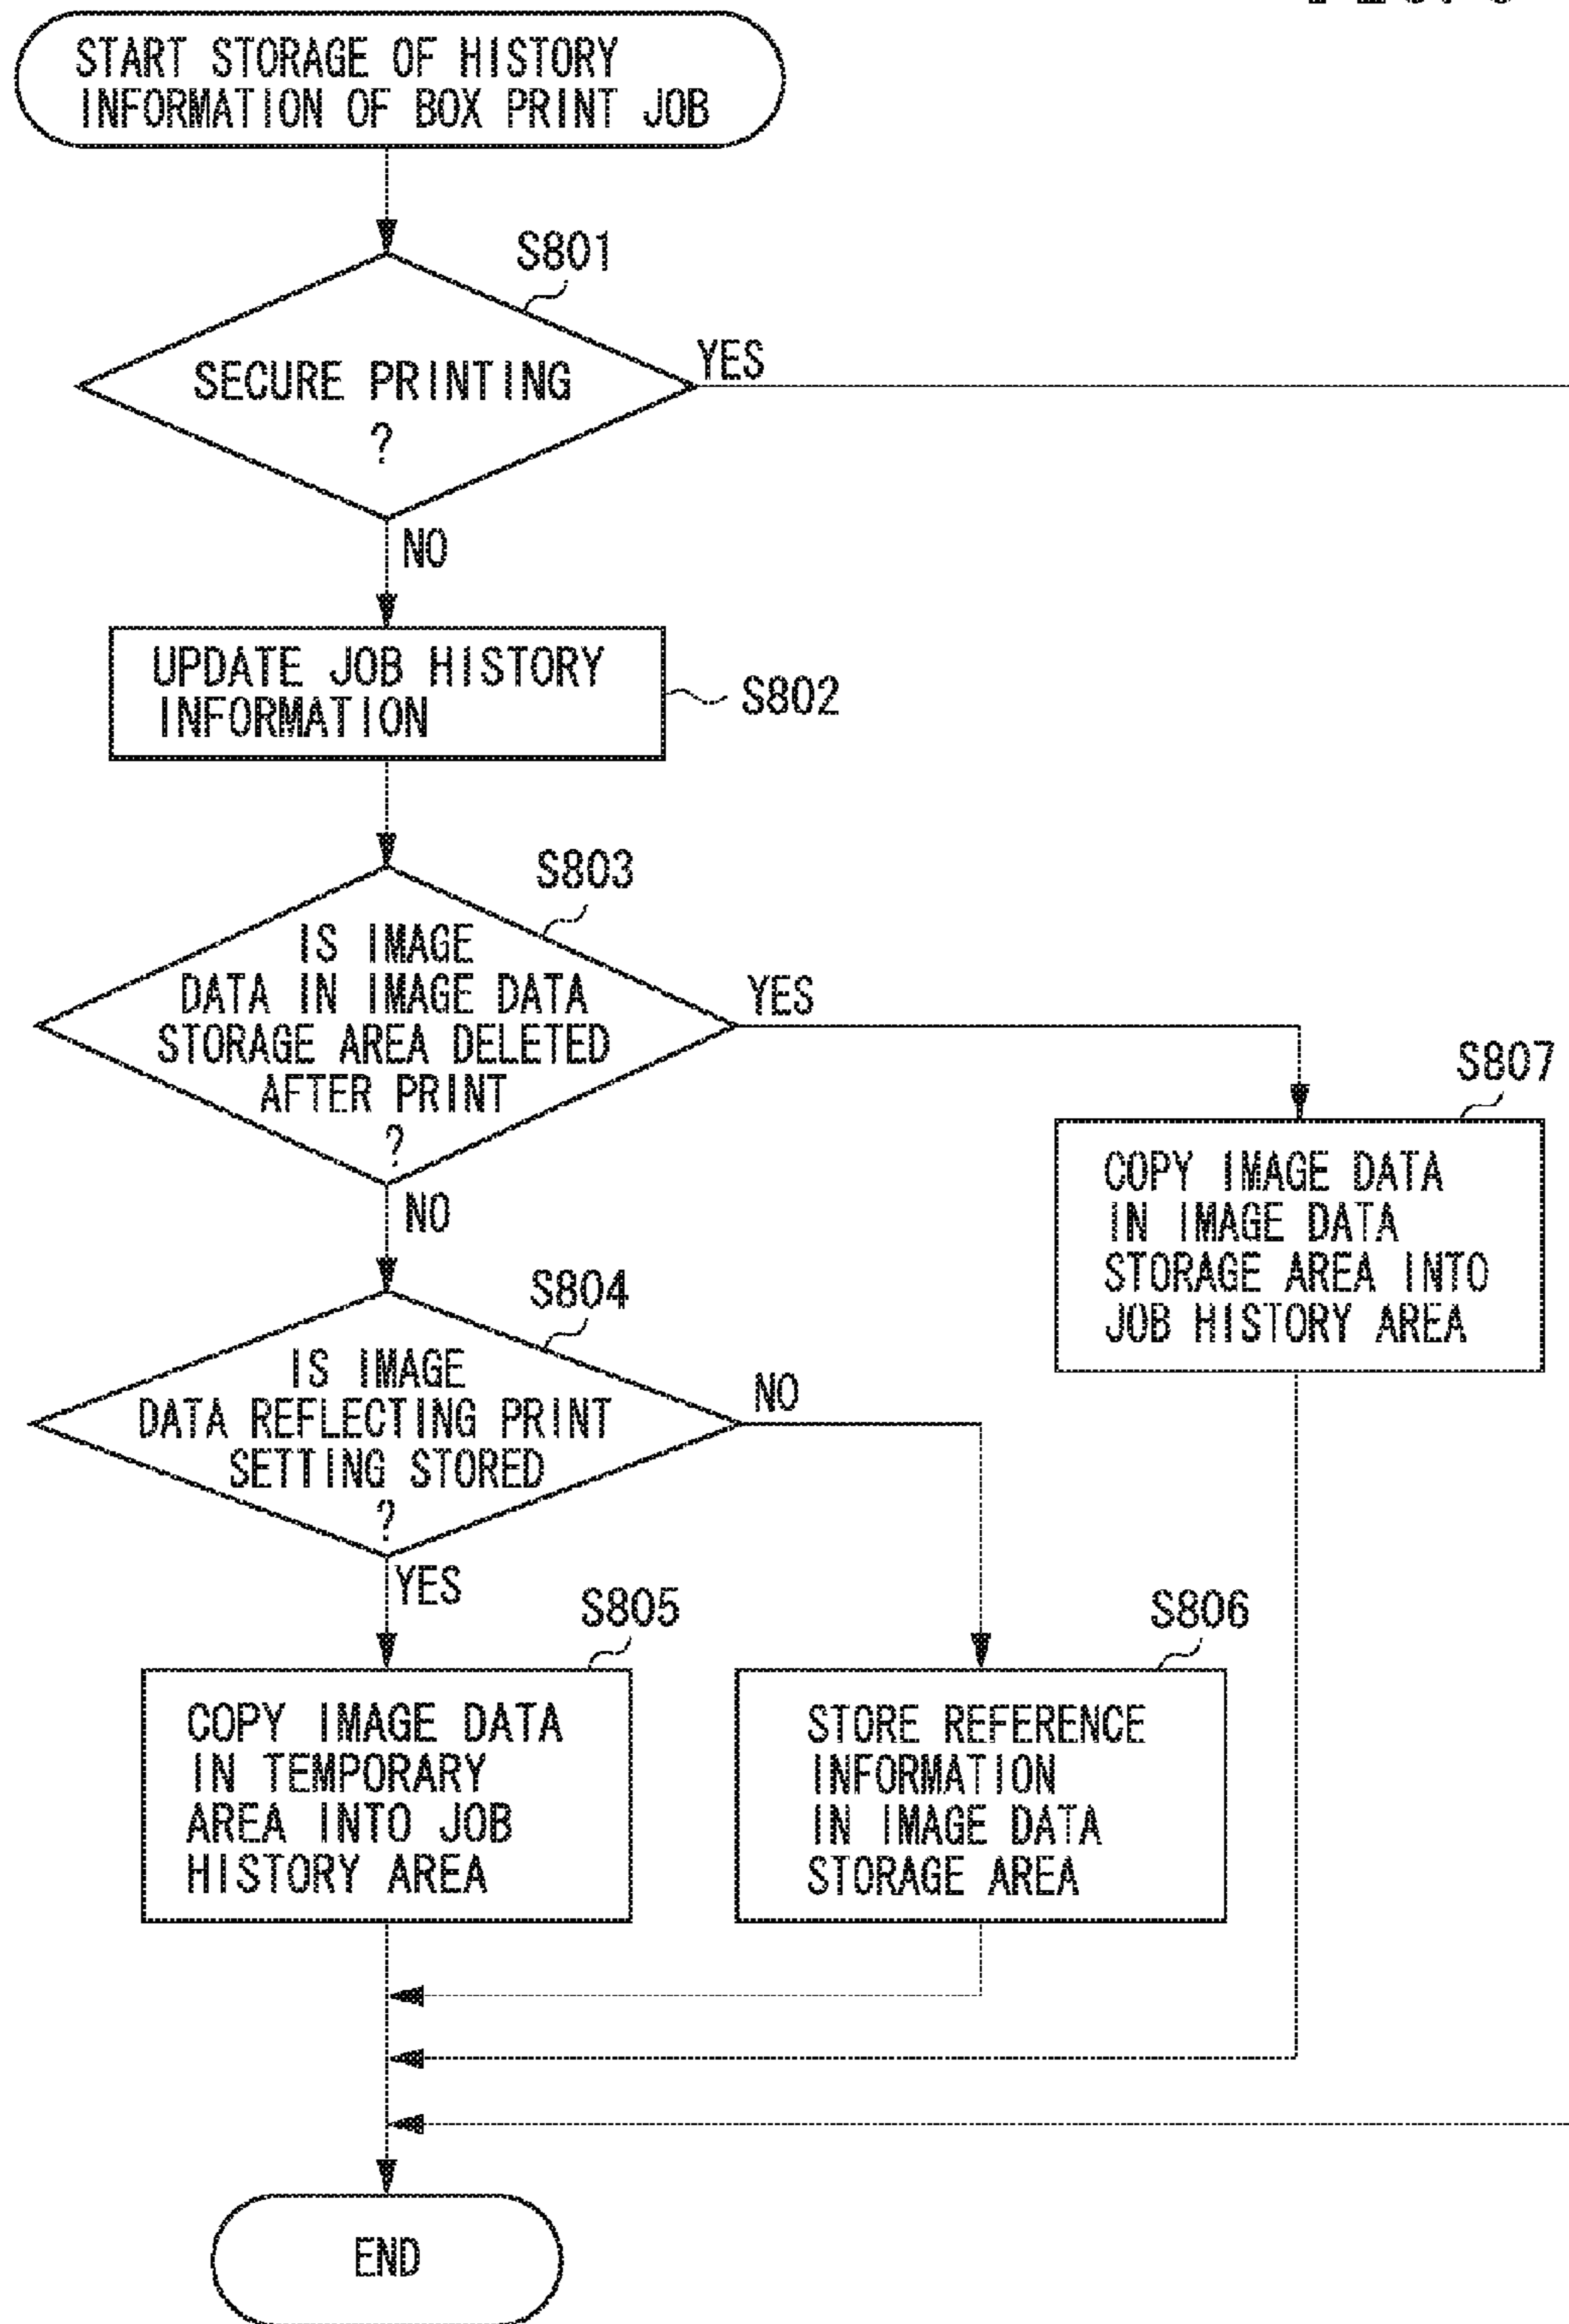 START STORAGE OF HISTORY
INFORMATION OF BOX PRINT JOB
S801
SECURE PRINTING
?
YES
NO
UPDATE JOB HISTORY
INFORMATION
S802
S803
IS IMAGE
DATA IN IMAGE DATA
STORAGE AREA DELETED
AFTER PRINT
?
YES
NO
S807
COPY IMAGE DATA
IN IMAGE DATA
STORAGE AREA INTO
JOB HISTORY AREA
S804
IS IMAGE
DATA REFLECTING PRINT
SETTING STORED
?
NO
YES
S805
COPY IMAGE DATA
IN TEMPORARY
AREA INTO JOB
HISTORY AREA
S806
STORE REFERENCE
INFORMATION
IN IMAGE DATA
STORAGE AREA
END